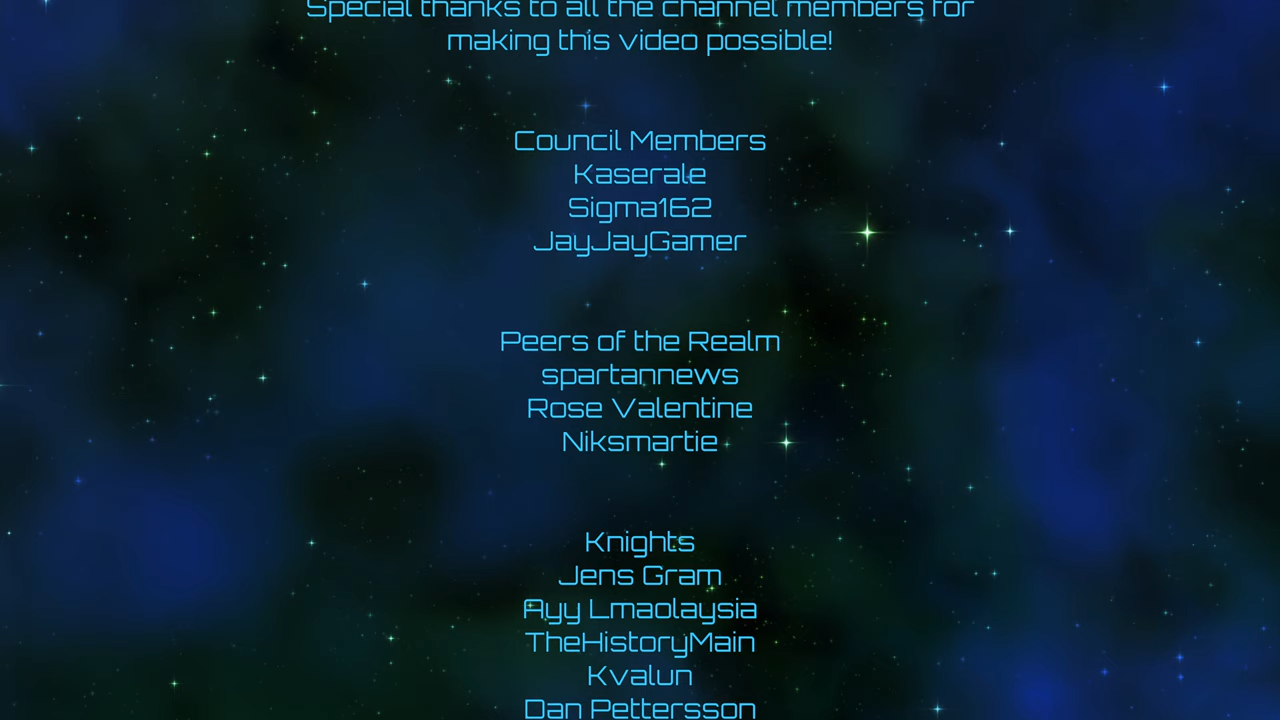 Special thanks to all the channel members for
making this video possible!
Council Members
Kaserale
Sigma162
JayJayGamer
Peers of the Realm
spartannews
Rose Valentine
Niksmartie
Knights
Jens Gram
Ayy Lmaolaysia
TheHistoryMain
Kvalun
Dan Pettersson